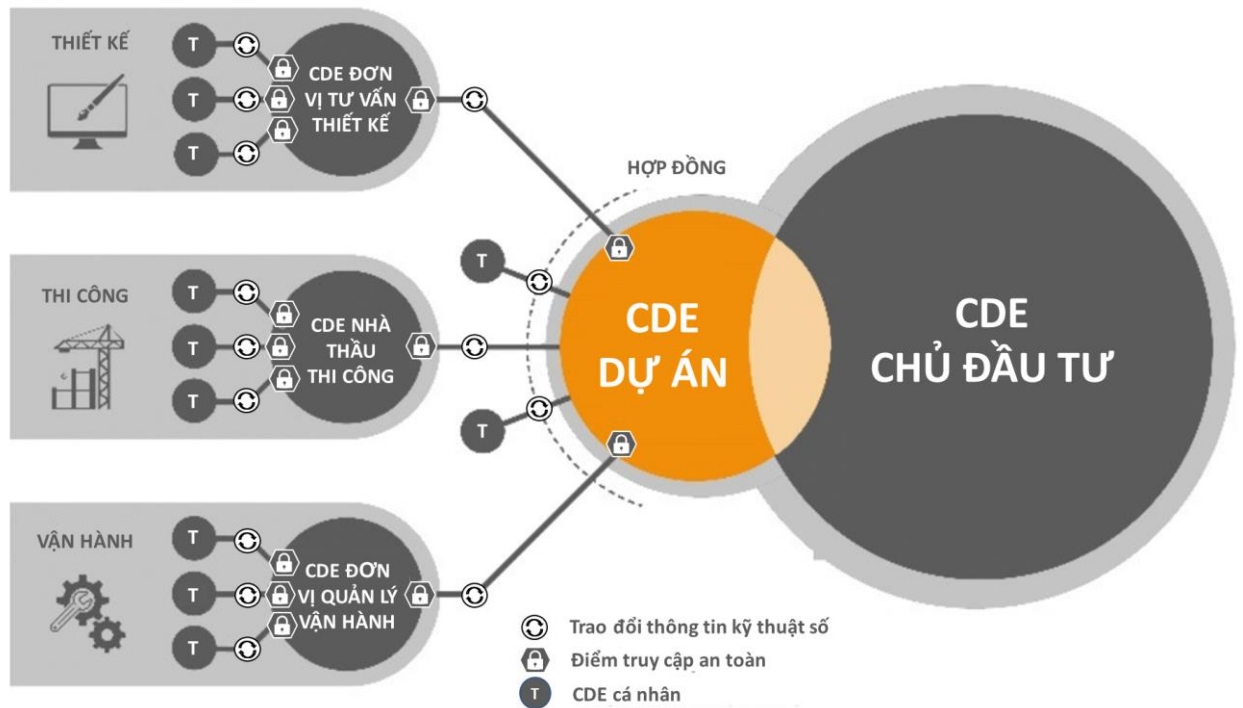 THIẾT KẾ
T
T
T
CDE ĐƠN
VỊ TƯ VẤN
THIẾT KẾ
THI CÔNG
T
T
T
CDE NHÀ
THẦU
THI CÔNG
VẬN HÀNH
T
T
T
CDE ĐƠN
VỊ QUẢN LÝ
VẬN HÀNH
HỢP ĐỒNG
T
T
CDE
DỰ ÁN
CDE
CHỦ ĐẦU TƯ
Trao đổi thông tin kỹ thuật số
Điểm truy cập an toàn
T CDE cá nhân